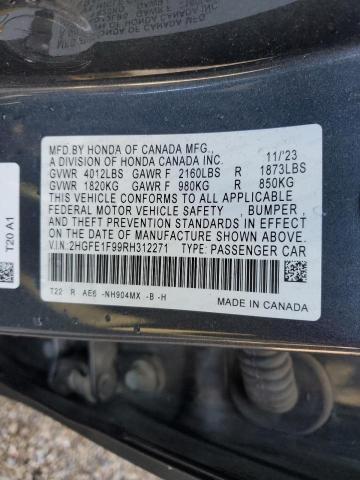 MFD.BY HONDA OF CANADA MFG.,
A DIVISION OF HONDA CANADA INC. 11/'23
GVWR 4012LBS GAWR F 2160LBS R 1873LBS
GVWR 1820KG GAWR F 980KG R 850KG
THIS VEHICLE CONFORMS TO ALL APPLICABLE
FEDERAL MOTOR VEHICLE SAFETY , BUMPER ,
AND THEFT PREVENTION STANDARDS IN EFFECT
ON THE DATE OF MANUFACTURE SHOWN ABOVE.
V.I.N: 2HGFE1F99RH312271 TYPE: PASSENGER CAR
T22 R AE6 -NH904MX -B -H
MADE IN CANADA
T20 A1